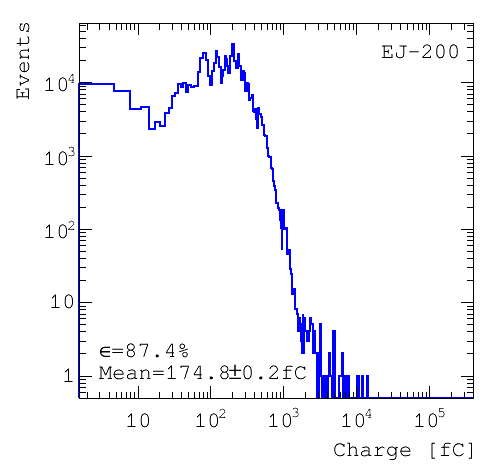 Events
EJ-200
10⁴
10³
10²
10
1
∈=87.4%
Mean=174.8±0.2fC
10 10² 10³ 10⁴ 10⁵
Charge [fC]